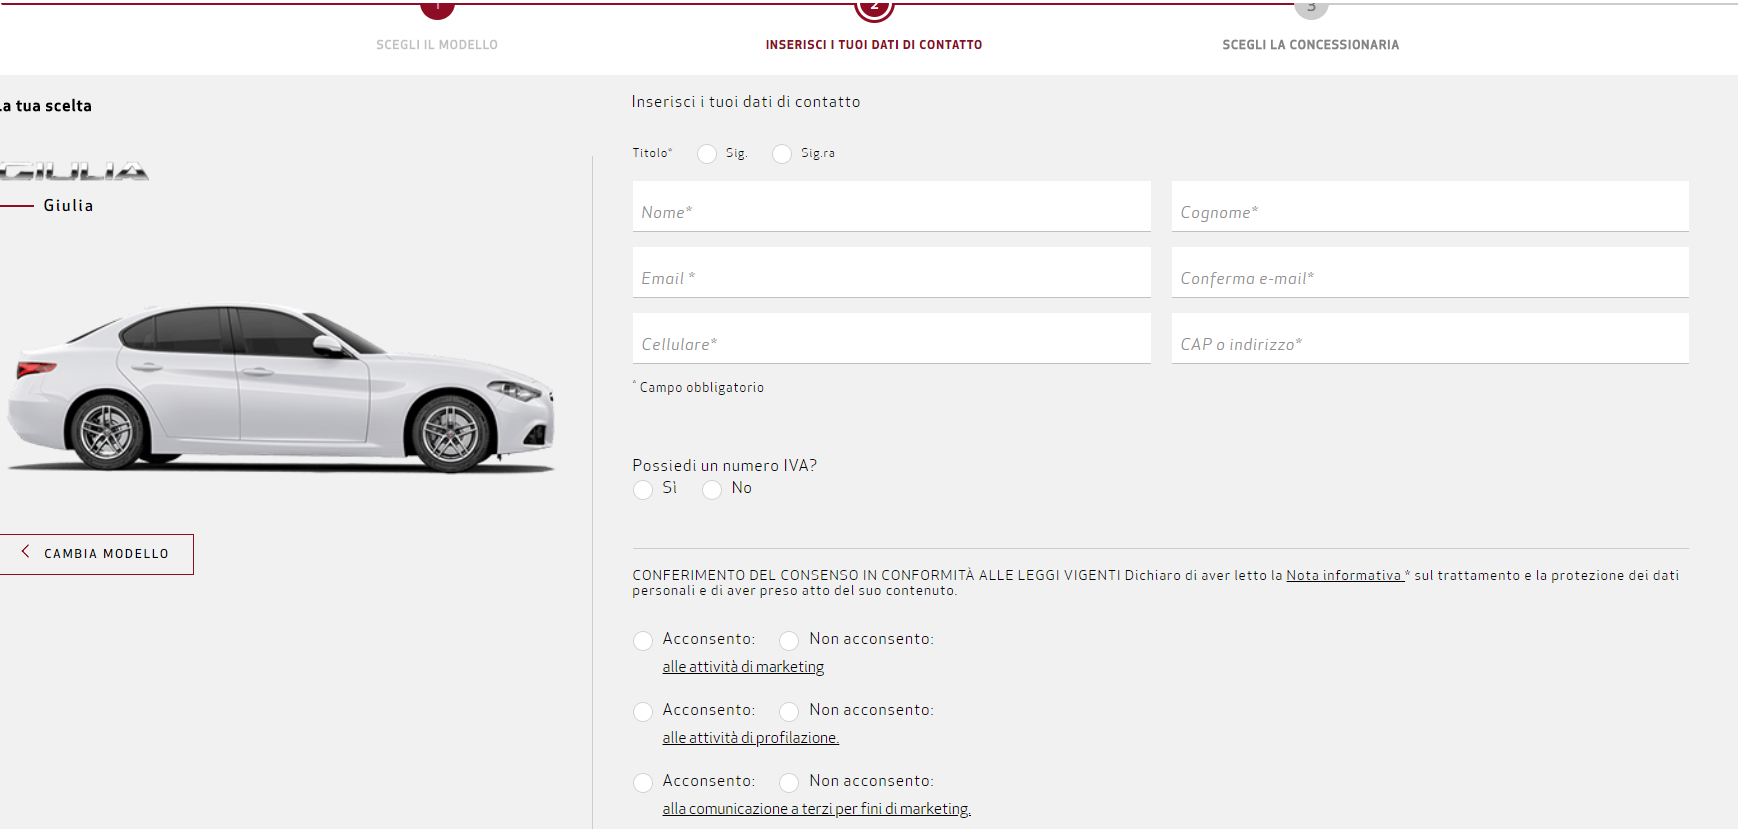 1
2
3
SCEGLI IL MODELLO
INSERISCI I TUOI DATI DI CONTATTO
SCEGLI LA CONCESSIONARIA
La tua scelta
GIULIA
Giulia
CAMBIA MODELLO
Inserisci i tuoi dati di contatto
Titolo* Sig. Sig.ra
Nome* Cognome*
Email * Conferma e-mail*
Cellulare* CAP o indirizzo*
* Campo obbligatorio
Possiedi un numero IVA?
Sì No
CONFERIMENTO DEL CONSENSO IN CONFORMITÀ ALLE LEGGI VIGENTI Dichiaro di aver letto la Nota informativa * sul trattamento e la protezione dei dati
personali e di aver preso atto del suo contenuto.
Acconsento: Non acconsento:
alle attività di marketing
Acconsento: Non acconsento:
alle attività di profilazione.
Acconsento: Non acconsento:
alla comunicazione a terzi per fini di marketing.